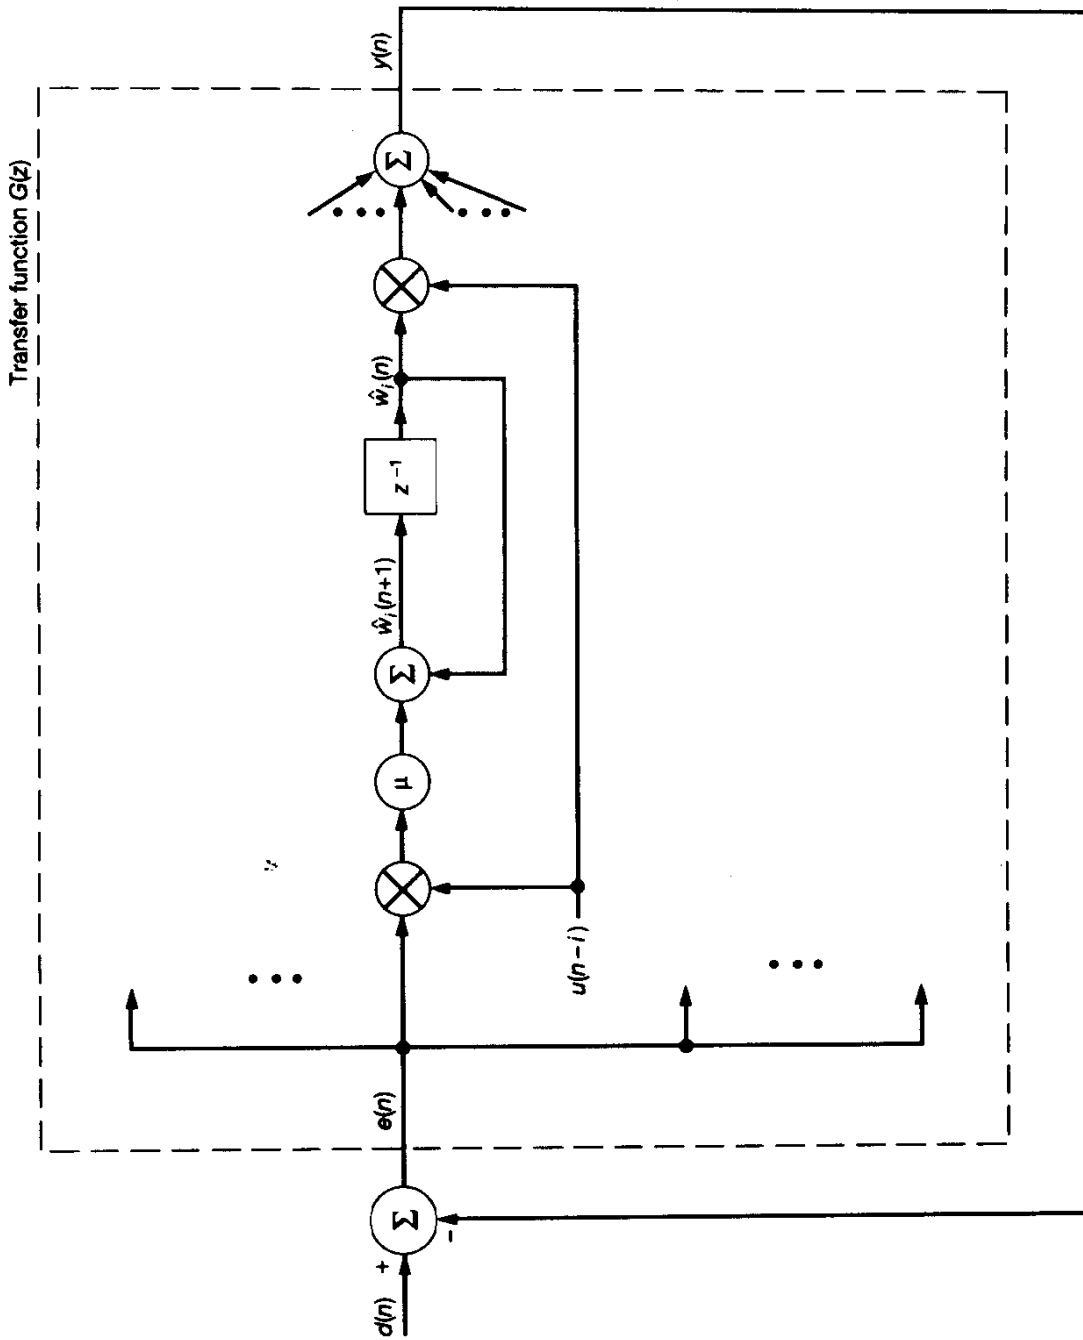 Transfer function G(z)
d(n)
+
-
Σ
e(n)
u(n − i)
μ
Σ
ŵᵢ(n+1)
z⁻¹
ŵᵢ(n)
Σ
y(n)